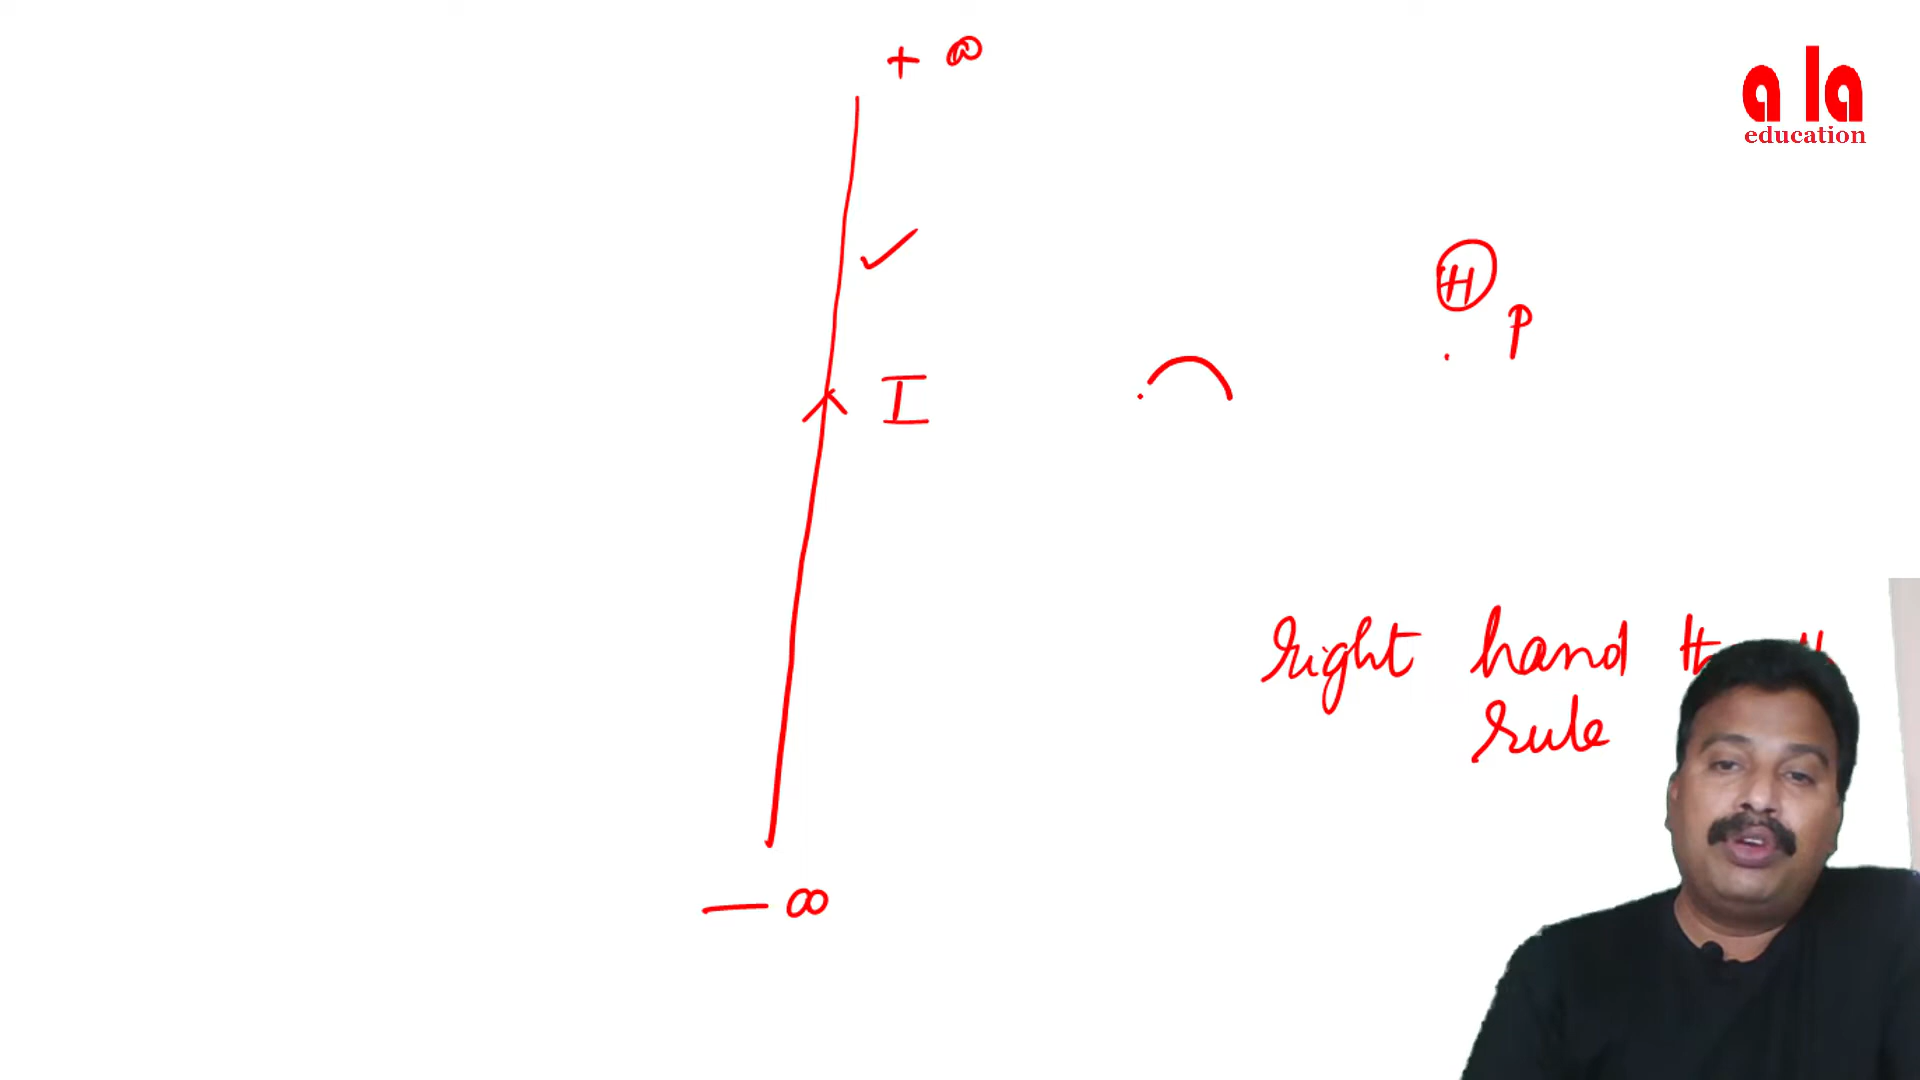 + ∞
a la
education
H
P
I
right hand
rule
— ∞